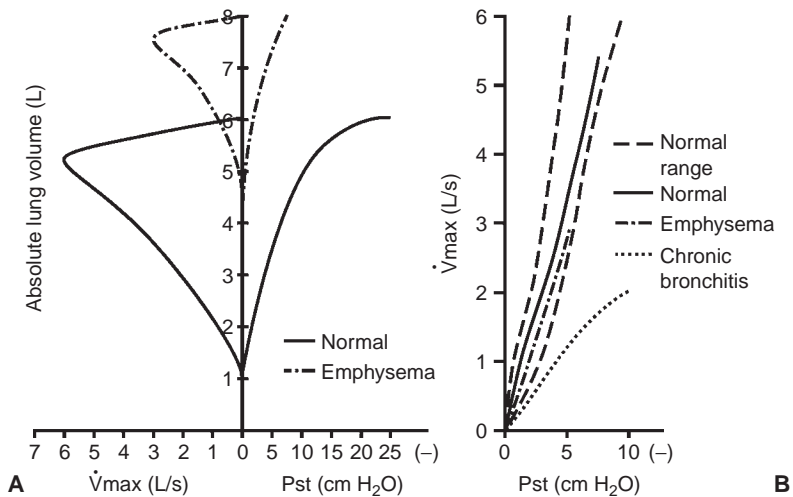 8
7
6
5
4
3
2
1
Absolute lung volume (L)
Normal
Emphysema
7 6 5 4 3 2 1 0 5 10 15 20 25 (–)
A
V̇max (L/s)
Pst (cm H₂O)
6
5
4
3
2
1
0
V̇max (L/s)
Normal
range
Normal
Emphysema
Chronic
bronchitis
0 5 10 (–)
Pst (cm H₂O)
B